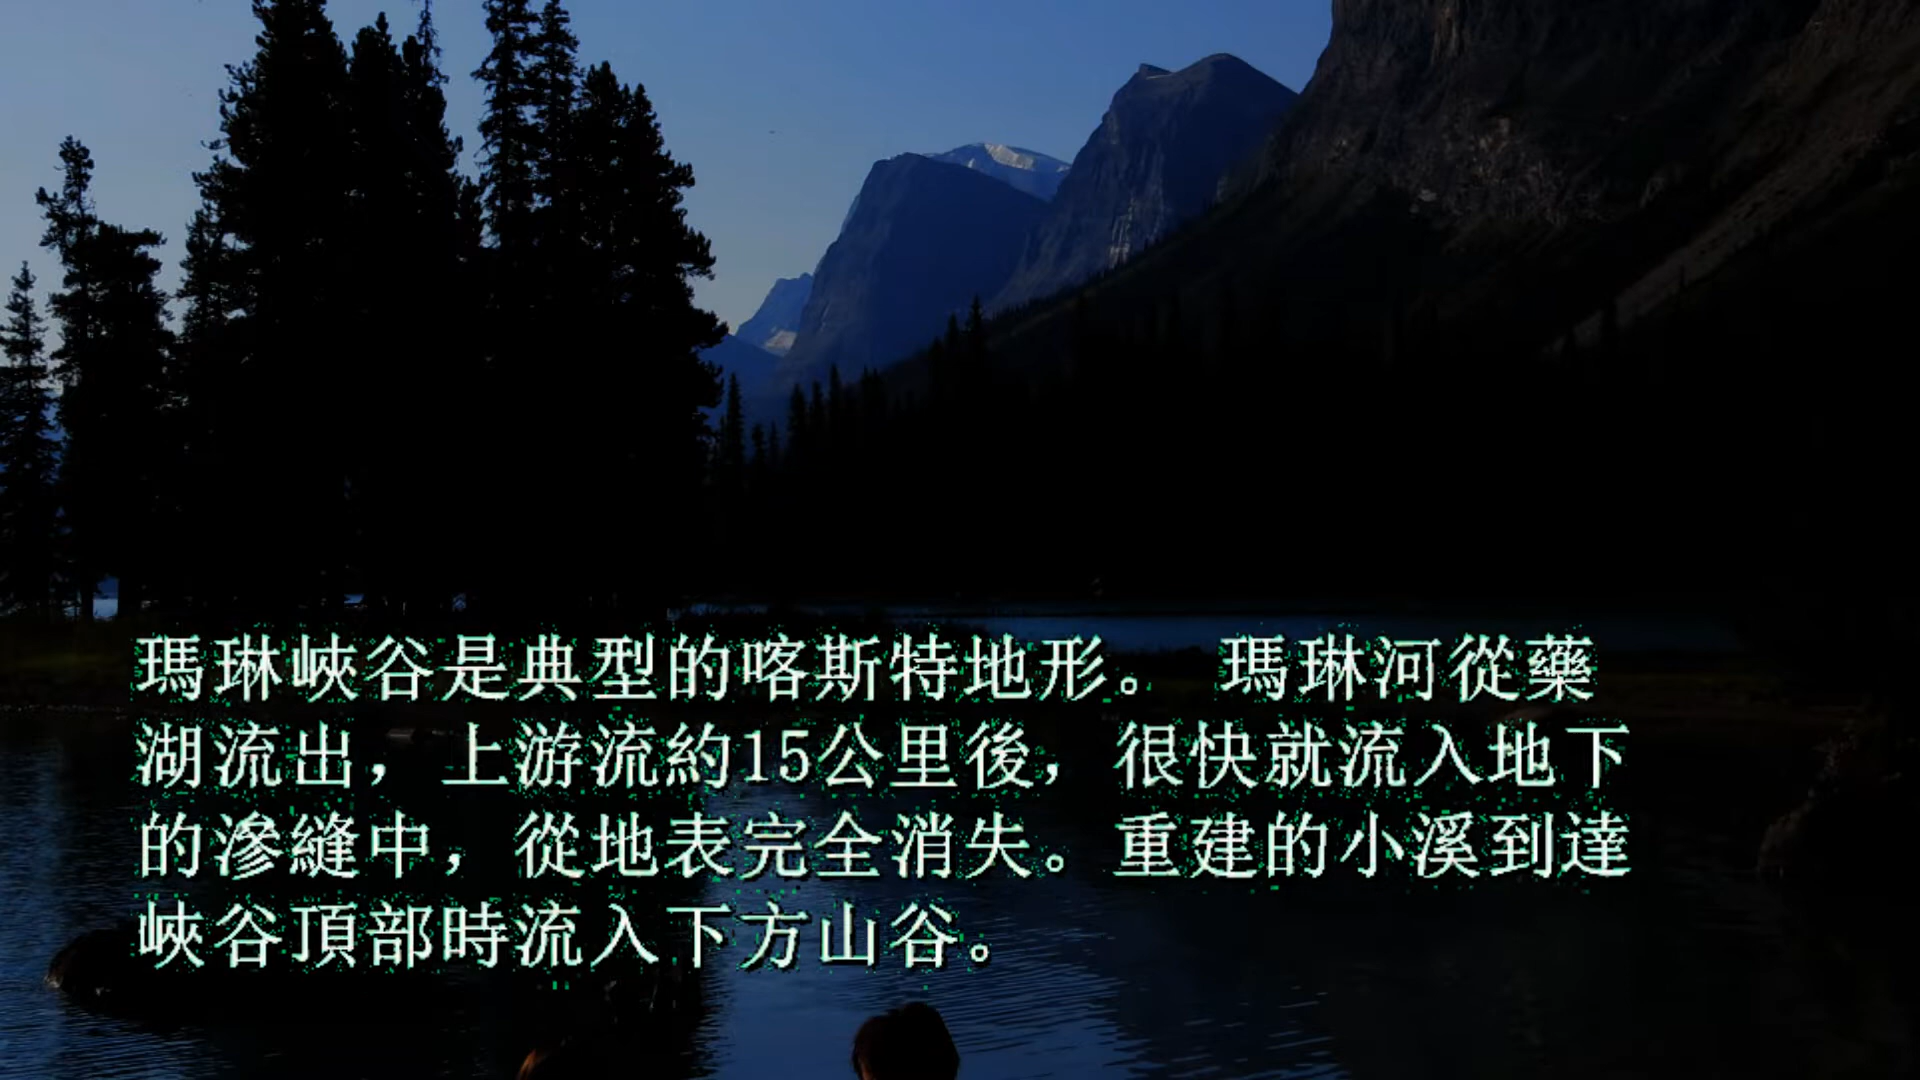 瑪琳峽谷是典型的喀斯特地形。 瑪琳河從藥
湖流出，上游流約15公里後，很快就流入地下
的滲縫中，從地表完全消失。重建的小溪到達
峽谷頂部時流入下方山谷。